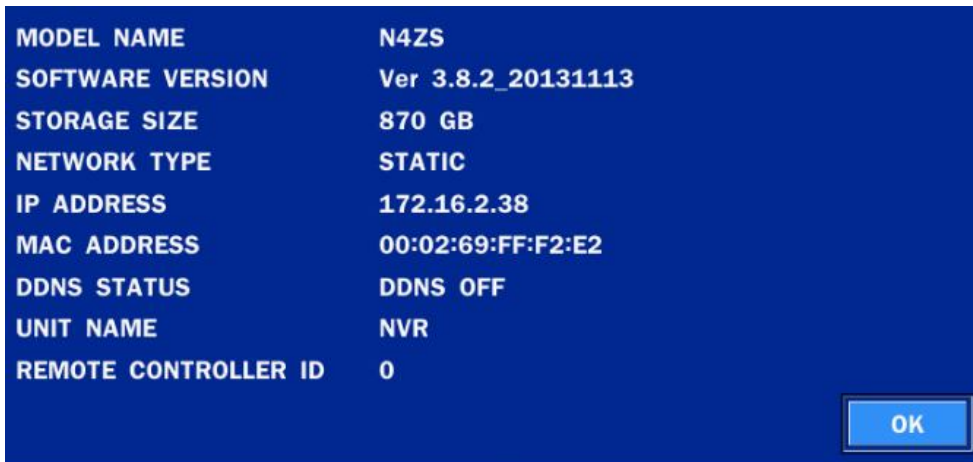 MODEL NAME N4ZS
SOFTWARE VERSION Ver 3.8.2_20131113
STORAGE SIZE 870 GB
NETWORK TYPE STATIC
IP ADDRESS 172.16.2.38
MAC ADDRESS 00:02:69:FF:F2:E2
DDNS STATUS DDNS OFF
UNIT NAME NVR
REMOTE CONTROLLER ID 0
OK